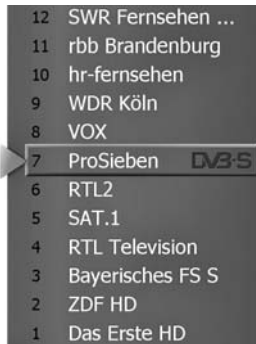 12 SWR Fernsehen ...
11 rbb Brandenburg
10 hr-fernsehen
9 WDR Köln
8 VOX
7 ProSieben DVB-S
6 RTL2
5 SAT.1
4 RTL Television
3 Bayerisches FS S
2 ZDF HD
1 Das Erste HD